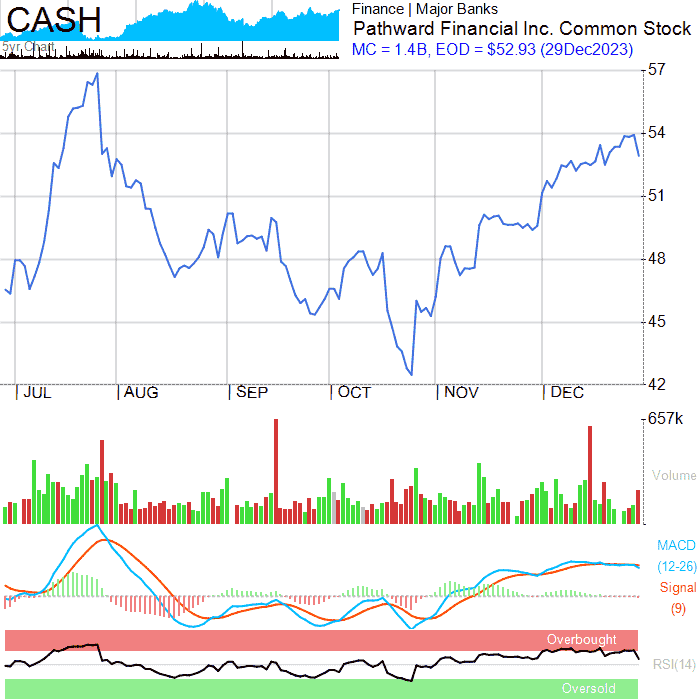 CASH
5yr Chart
Finance | Major Banks
Pathward Financial Inc. Common Stock
MC = 1.4B, EOD = $52.93 (29Dec2023)
57
54
51
48
45
42
JUL AUG SEP OCT NOV DEC
657k
Volume
MACD
(12-26)
Signal
(9)
Overbought
RSI(14)
Oversold